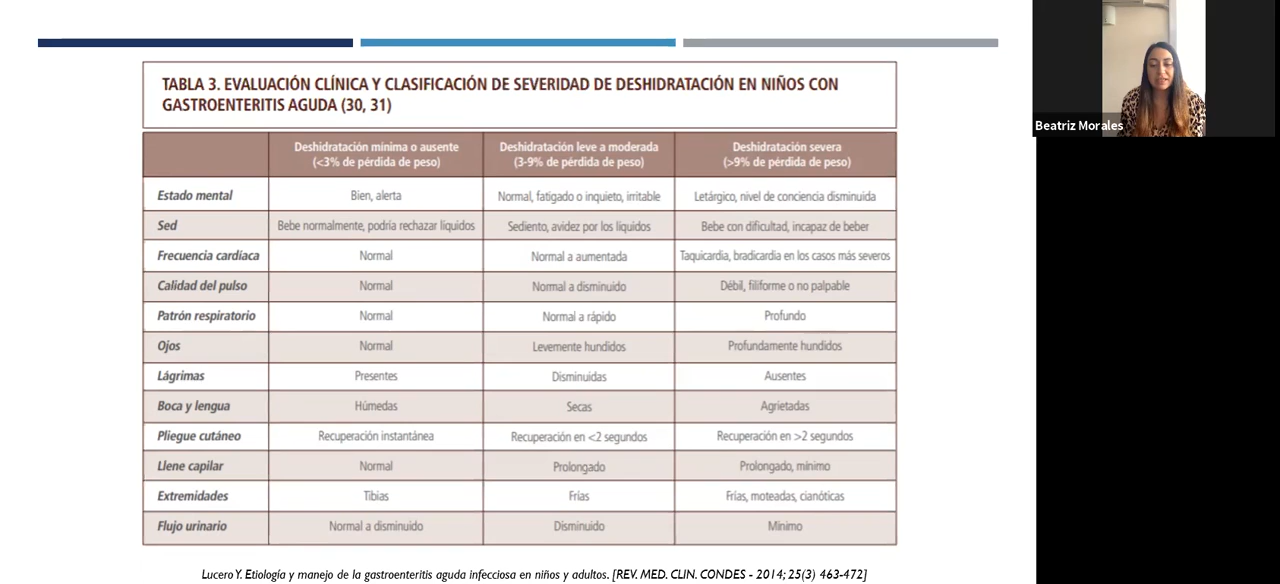 TABLA 3. EVALUACIÓN CLÍNICA Y CLASIFICACIÓN DE SEVERIDAD DE DESHIDRATACIÓN EN NIÑOS CON
GASTROENTERITIS AGUDA (30, 31)
Deshidratación mínima o ausente Deshidratación leve a moderada Deshidratación severa
(<3% de pérdida de peso) (3-9% de pérdida de peso) (>9% de pérdida de peso)
Estado mental Bien, alerta Normal, fatigado o inquieto, irritable Letárgico, nivel de conciencia disminuida
Sed Bebe normalmente, podría rechazar líquidos Sediento, avidez por los líquidos Bebe con dificultad, incapaz de beber
Frecuencia cardíaca Normal Normal a aumentada Taquicardia, bradicardia en los casos más severos
Calidad del pulso Normal Normal a disminuido Débil, filiforme o no palpable
Patrón respiratorio Normal Normal a rápido Profundo
Ojos Normal Levemente hundidos Profundamente hundidos
Lágrimas Presentes Disminuidas Ausentes
Boca y lengua Húmedas Secas Agrietadas
Pliegue cutáneo Recuperación instantánea Recuperación en <2 segundos Recuperación en >2 segundos
Llene capilar Normal Prolongado Prolongado, mínimo
Extremidades Tibias Frías Frías, moteadas, cianóticas
Flujo urinario Normal a disminuido Disminuido Mínimo
Lucero Y. Etiología y manejo de la gastroenteritis aguda infecciosa en niños y adultos. [REV. MED. CLIN. CONDES - 2014; 25(3) 463-472]
Beatriz Morales